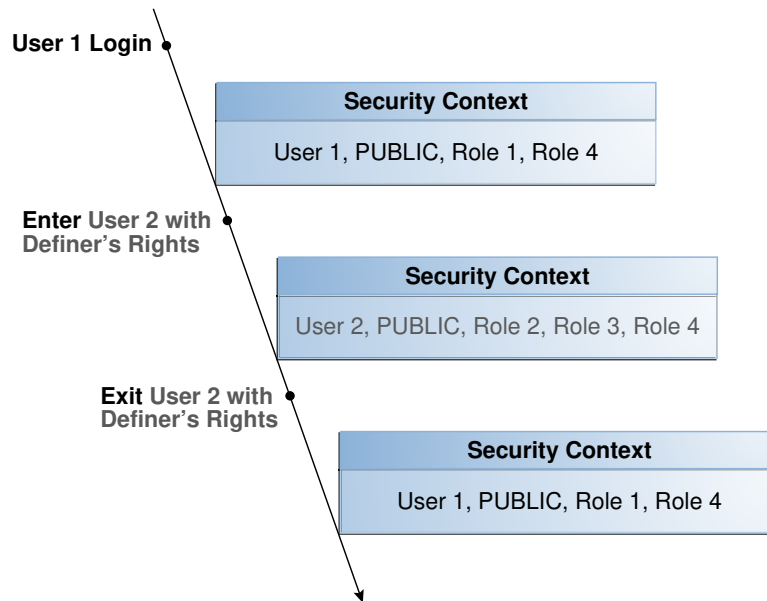 User 1 Login
Security Context
User 1, PUBLIC, Role 1, Role 4
Enter User 2 with
Definer’s Rights
Security Context
User 2, PUBLIC, Role 2, Role 3, Role 4
Exit User 2 with
Definer’s Rights
Security Context
User 1, PUBLIC, Role 1, Role 4